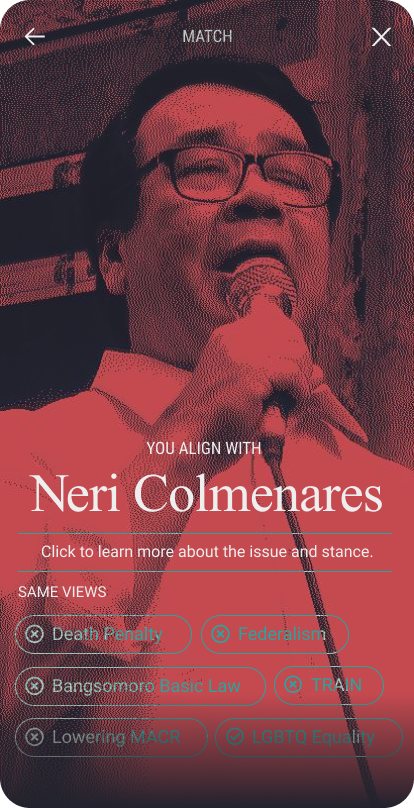 MATCH
YOU ALIGN WITH
Neri Colmenares
Click to learn more about the issue and stance.
SAME VIEWS
Death Penalty Federalism
Bangsomoro Basic Law TRAIN
Lowering MACR LGBTQ Equality